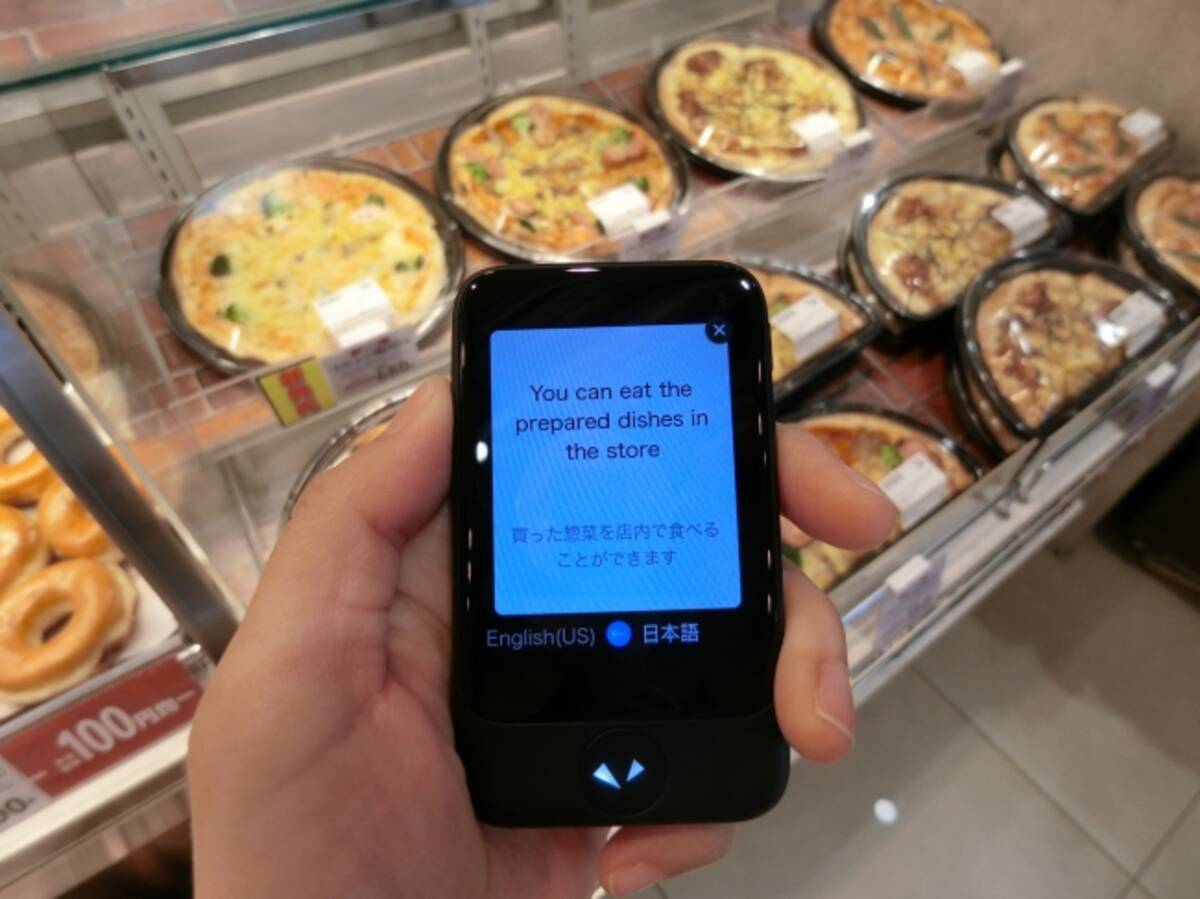 You can eat the
prepared dishes in
the store
買った惣菜を店内で食べる
ことができます
English(US) ← 日本語
100円均一